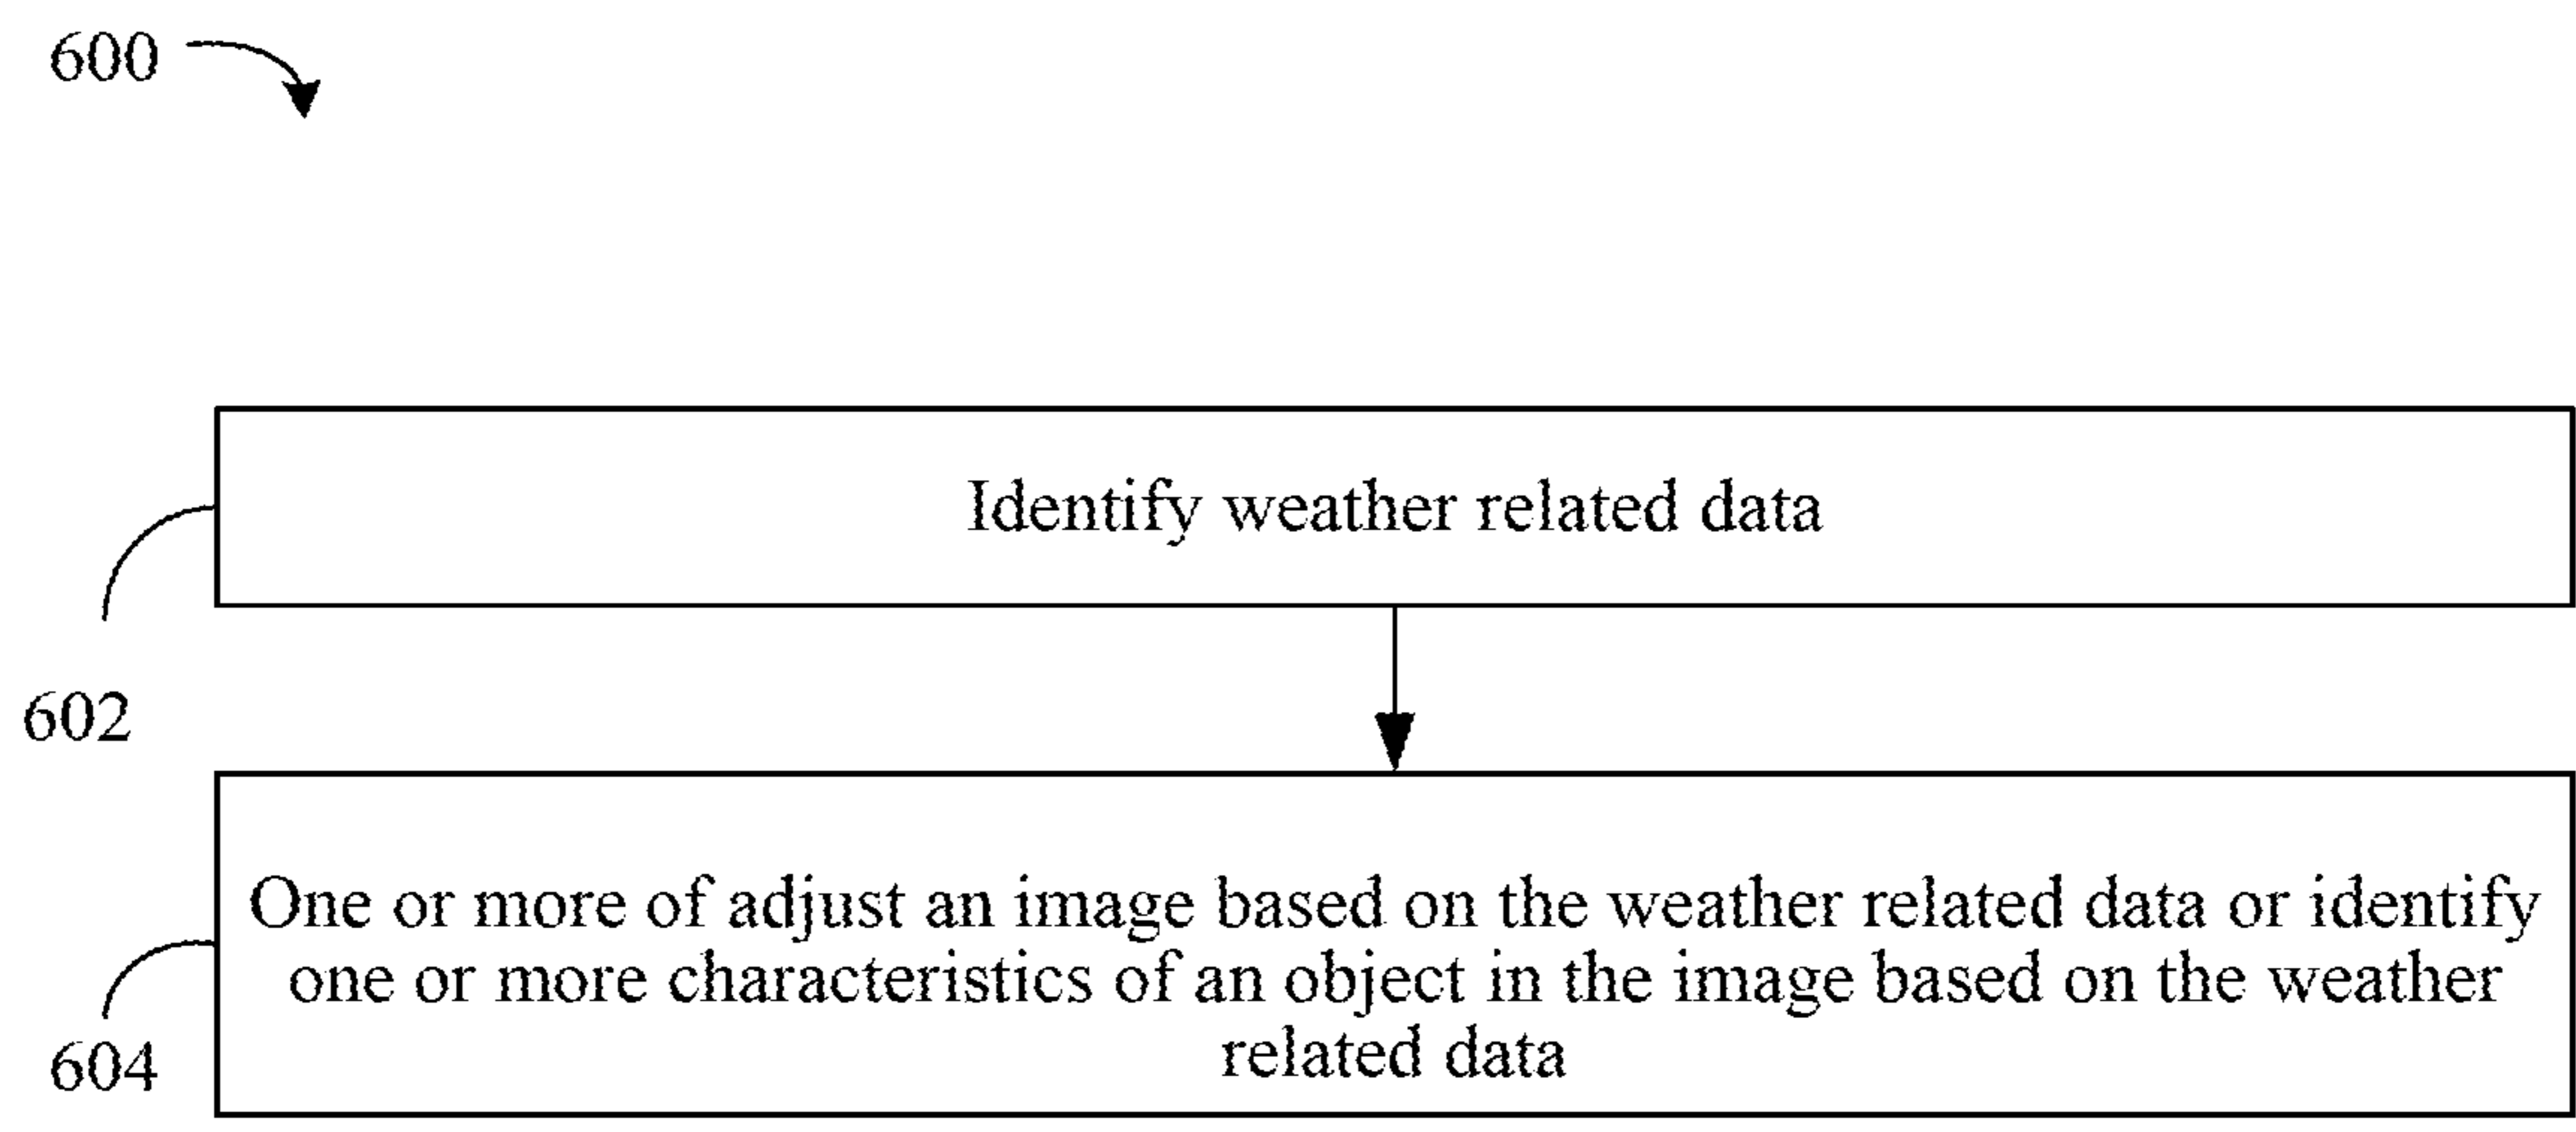 600
Identify weather related data
602
One or more of adjust an image based on the weather related data or identify
one or more characteristics of an object in the image based on the weather
related data
604